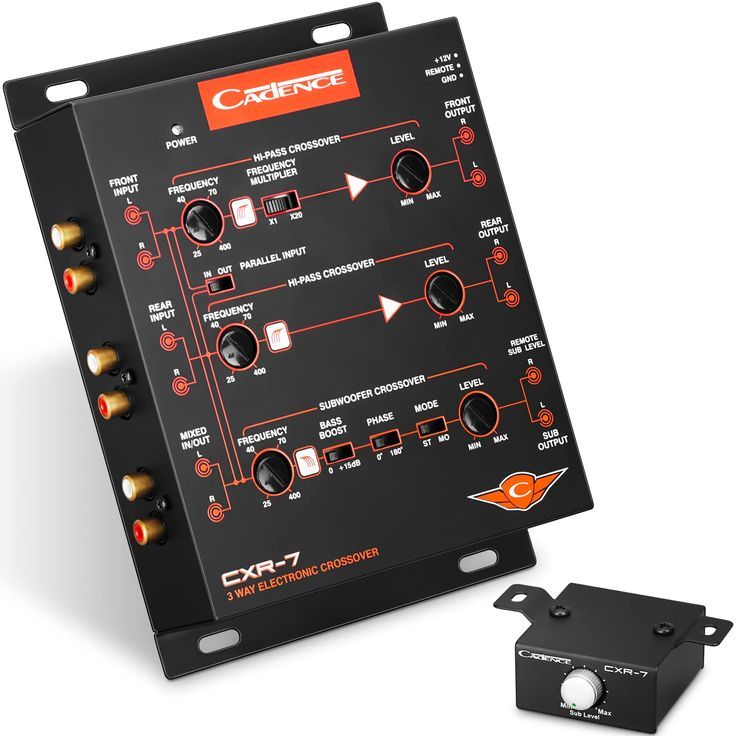 CADENCE
+12V
REMOTE
GND
POWER
FRONT
OUTPUT
R
L
HI-PASS CROSSOVER
LEVEL
MIN MAX
FRONT
INPUT
L
R
FREQUENCY
40 70
25 400
FREQUENCY
MULTIPLIER
X1 X20
IN OUT
PARALLEL INPUT
HI-PASS CROSSOVER
LEVEL
MIN MAX
REAR
OUTPUT
R
L
REAR
INPUT
L
R
FREQUENCY
40 70
25 400
REMOTE
SUB LEVEL
R
L
SUB
OUTPUT
SUBWOOFER CROSSOVER
LEVEL
MIN MAX
MIXED
IN/OUT
L
R
FREQUENCY
40 70
25 400
BASS
BOOST
0 +15dB
PHASE
0° 180°
MODE
ST MO
C
CXR-7
3 WAY ELECTRONIC CROSSOVER
CADENCE
CXR-7
Min Max
Sub Level